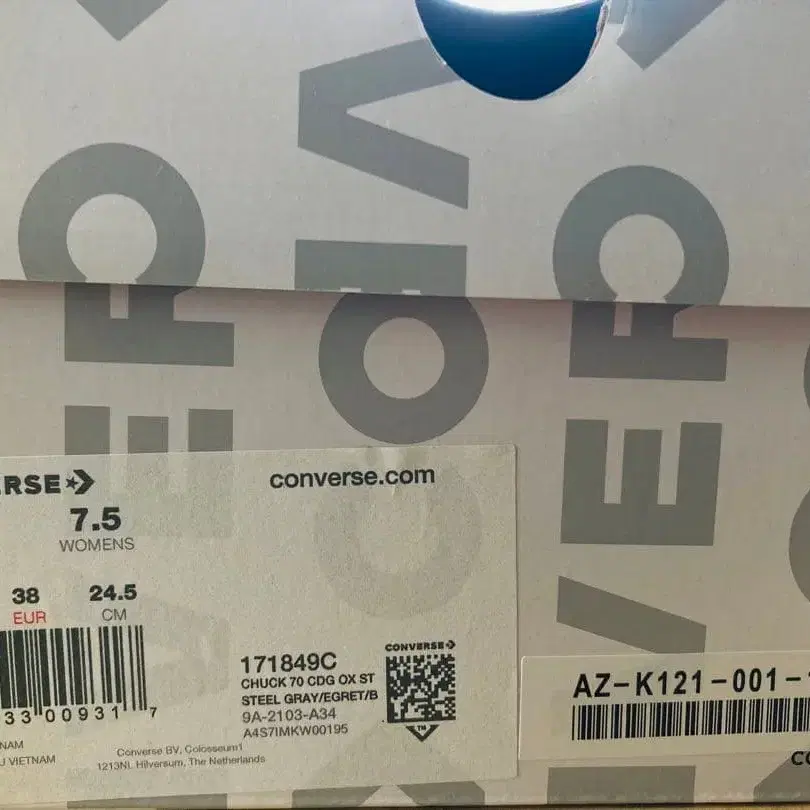 RSE
converse.com
7.5
WOMENS
38
24.5
EUR
CM
33 00931 7
NAM
VIETNAM
171849C
CHUCK 70 CDG OX ST
STEEL GRAY/EGRET/B
9A-2103-A34
A4S7IMKW00195
Converse BV, Colosseum1
1213NL Hilversum, The Netherlands
CONVERSE
TM
AZ-K121-001-